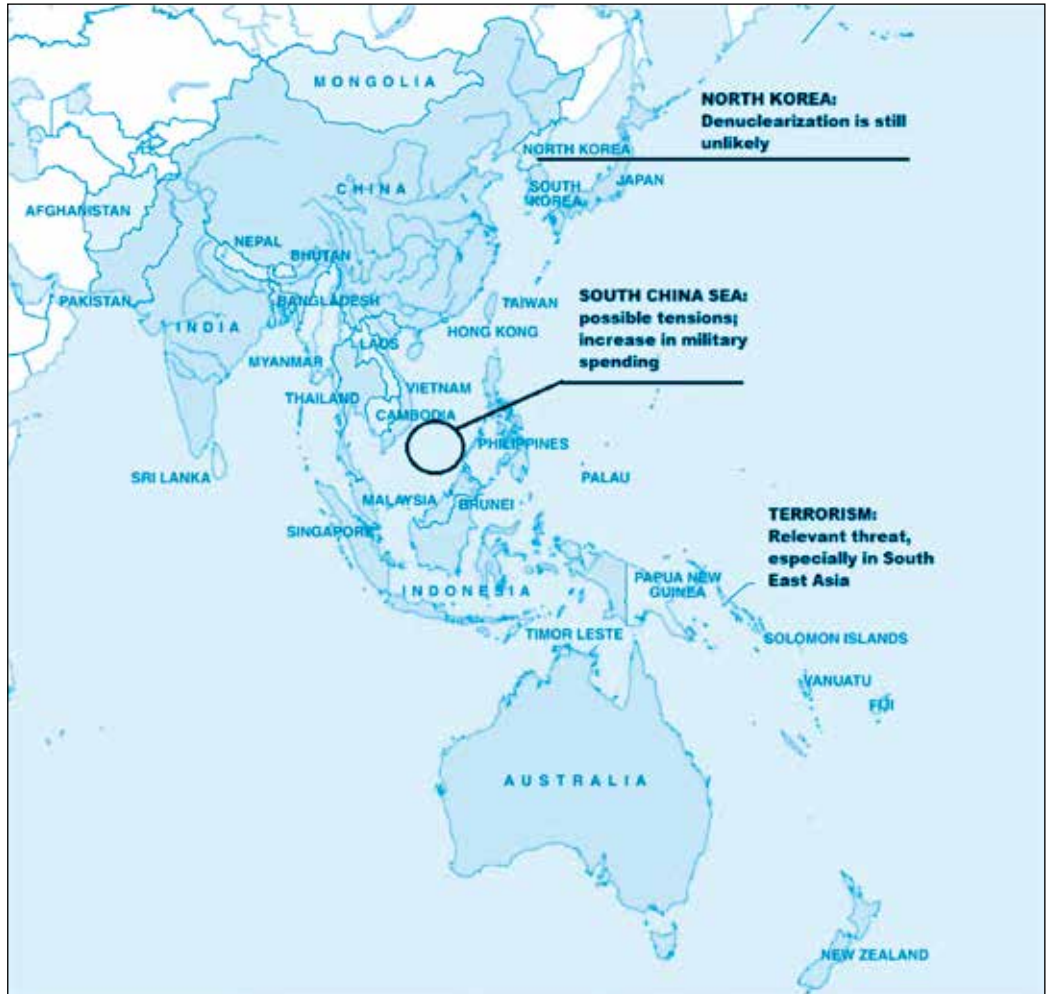 MONGOLIA
NORTH KOREA:
Denuclearization is still
unlikely
NORTH KOREA
CHINA
SOUTH
KOREA
JAPAN
AFGHANISTAN
NEPAL
BHUTAN
PAKISTAN
INDIA
BANGLADESH
TAIWAN
HONG KONG
SOUTH CHINA SEA:
possible tensions;
increase in military
spending
MYANMAR
LAOS
THAILAND
VIETNAM
CAMBODIA
PHILIPPINES
SRI LANKA
PALAU
MALAYSIA
BRUNEI
SINGAPORE
TERRORISM:
Relevant threat,
especially in South
East Asia
INDONESIA
PAPUA NEW
GUINEA
TIMOR LESTE
SOLOMON ISLANDS
VANUATU
FIJI
AUSTRALIA
NEW ZEALAND